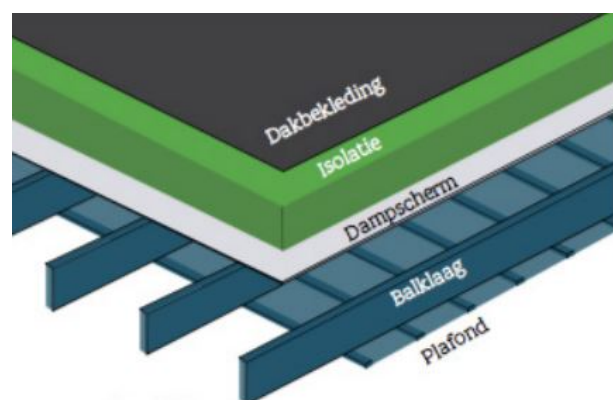 Dakbekleding
Isolatie
Dampscherm
Balklaag
Plafond